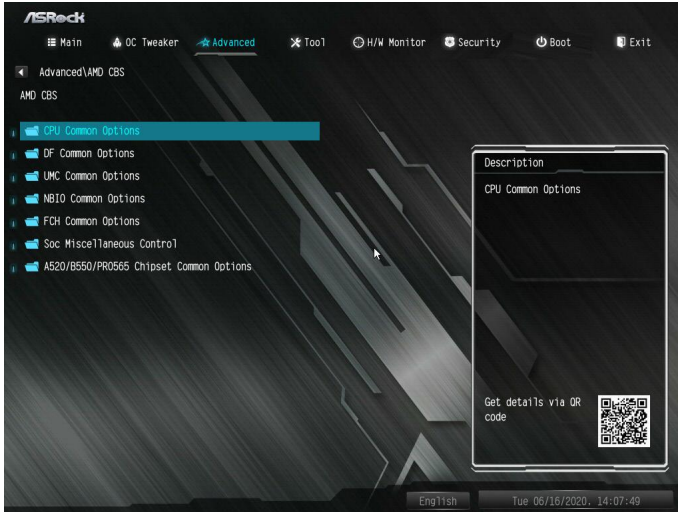 ASRock
Main OC Tweaker Advanced Tool H/W Monitor Security Boot Exit
Advanced\AMD CBS
AMD CBS
CPU Common Options
DF Common Options
UMC Common Options
NBIO Common Options
FCH Common Options
Soc Miscellaneous Control
A520/B550/PRO565 Chipset Common Options
Description
CPU Common Options
Get details via QR
code
English
Tue 06/16/2020. 14:07:49